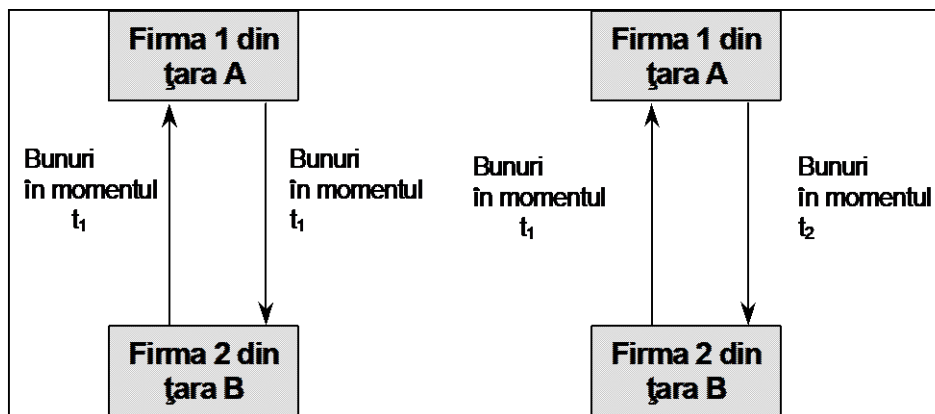 Firma 1 din
ţara A
Bunuri
în momentul
t₁
Bunuri
în momentul
t₁
Firma 2 din
ţara B
Firma 1 din
ţara A
Bunuri
în momentul
t₁
Bunuri
în momentul
t₂
Firma 2 din
ţara B